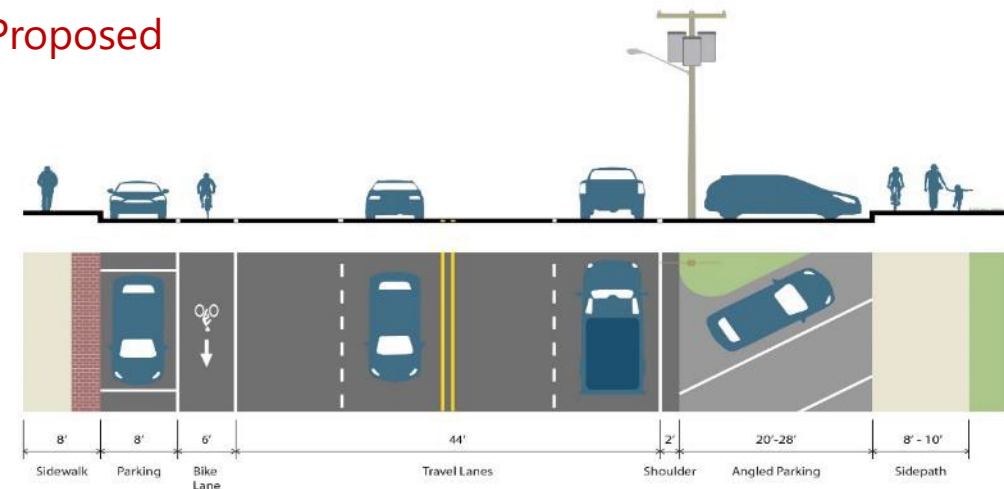 Proposed
8'
8'
6'
44'
2'
20'-28'
8' - 10'
Sidewalk
Parking
Bike
Lane
Travel Lanes
Shoulder
Angled Parking
Sidepath